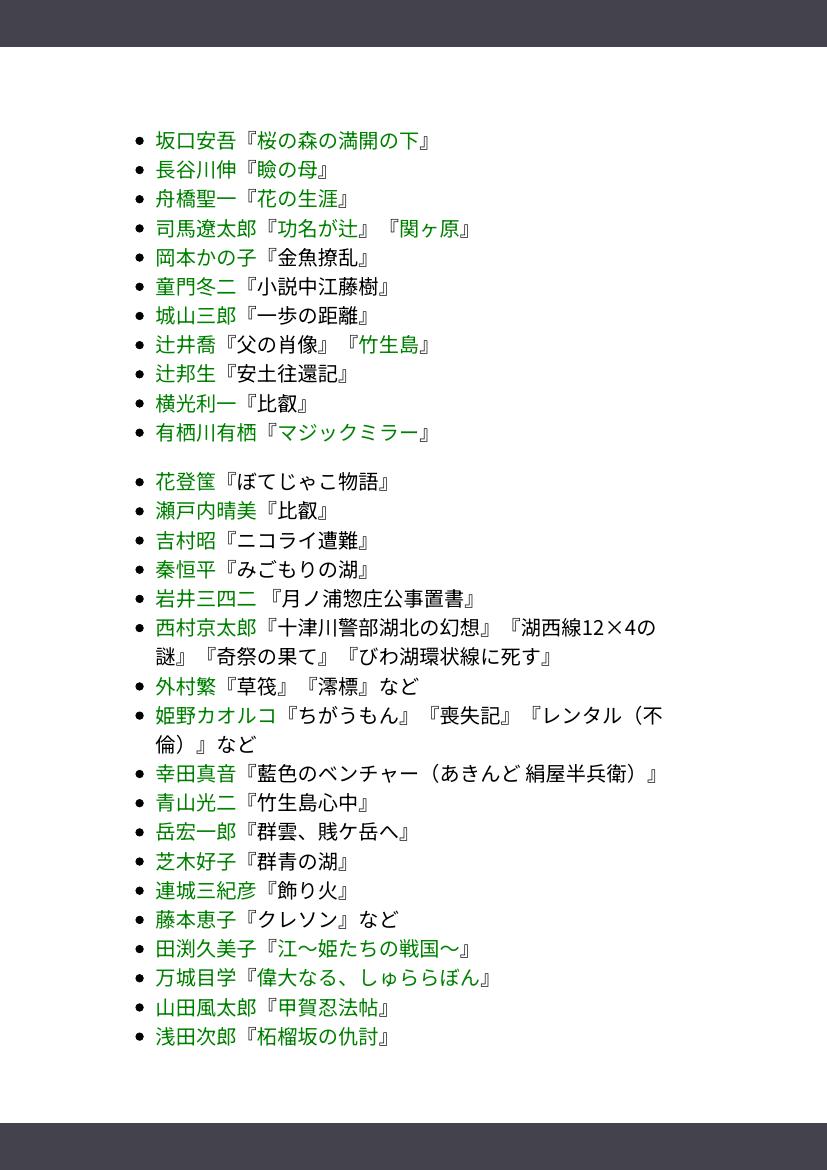 坂口安吾『桜の森の満開の下』
長谷川伸『瞼の母』
舟橋聖一『花の生涯』
司馬遼太郎『功名が辻』『関ヶ原』
岡本かの子『金魚撩乱』
童門冬二『小説中江藤樹』
城山三郎『一歩の距離』
辻井喬『父の肖像』『竹生島』
辻邦生『安土往還記』
横光利一『比叡』
有栖川有栖『マジックミラー』
花登筺『ぼてじゃこ物語』
瀬戸内晴美『比叡』
吉村昭『ニコライ遭難』
秦恒平『みごもりの湖』
岩井三四二 『月ノ浦惣庄公事置書』
西村京太郎『十津川警部湖北の幻想』『湖西線12×4の
謎』『奇祭の果て』『びわ湖環状線に死す』
外村繁『草筏』『澪標』など
姫野カオルコ『ちがうもん』『喪失記』『レンタル（不
倫）』など
幸田真音『藍色のベンチャー（あきんど 絹屋半兵衛）』
青山光二『竹生島心中』
岳宏一郎『群雲、賎ケ岳へ』
芝木好子『群青の湖』
連城三紀彦『飾り火』
藤本恵子『クレソン』など
田渕久美子『江〜姫たちの戦国〜』
万城目学『偉大なる、しゅららぼん』
山田風太郎『甲賀忍法帖』
浅田次郎『柘榴坂の仇討』